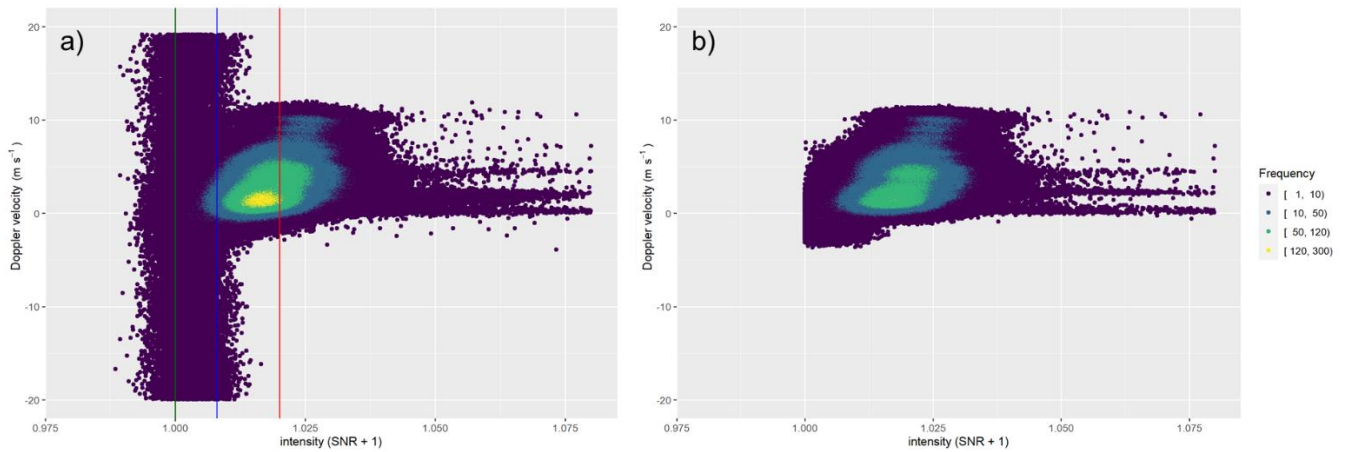 a)
20
10
0
-10
-20
Doppler velocity (m s⁻¹)
0.975
1.000
1.025
1.050
1.075
intensity (SNR + 1)
b)
20
10
0
-10
-20
Doppler velocity (m s⁻¹)
0.975
1.000
1.025
1.050
1.075
intensity (SNR + 1)
Frequency
[ 1, 10)
[ 10, 50)
[ 50, 120)
[ 120, 300)